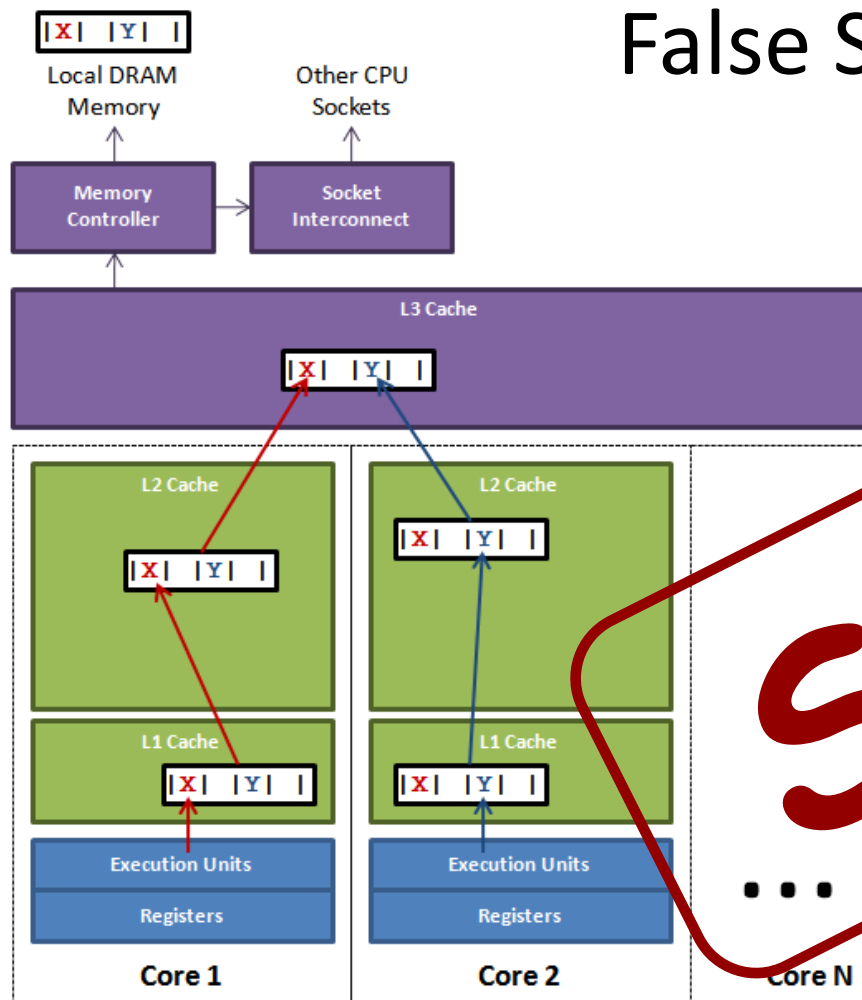 False S
|X| |Y| |
Local DRAM
Memory
Other CPU
Sockets
Memory
Controller
Socket
Interconnect
L3 Cache
|X| |Y| |
L2 Cache
|X| |Y| |
L2 Cache
|X| |Y| |
L1 Cache
|X| |Y| |
L1 Cache
|X| |Y| |
S
Execution Units
Registers
Execution Units
Registers
...
Core 1
Core 2
Core N